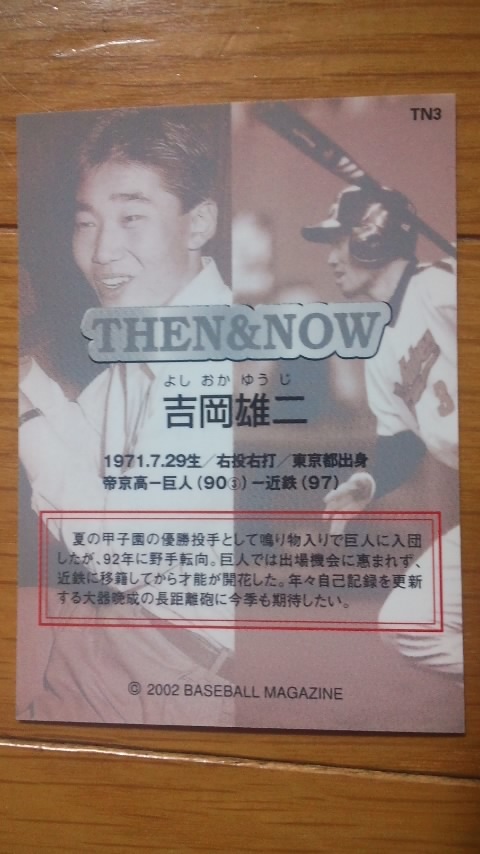 TN3
THEN&NOW
よし おか ゆう じ
吉岡雄二
1971.7.29生/右投右打/東京都出身
帝京高ー巨人(90③)ー近鉄(97)
夏の甲子園の優勝投手として鳴り物入りで巨人に入団
したが、92年に野手転向。巨人では出場機会に恵まれず、
近鉄に移籍してから才能が開花した。年々自己記録を更新
する大器晩成の長距離砲に今季も期待したい。
© 2002 BASEBALL MAGAZINE
3